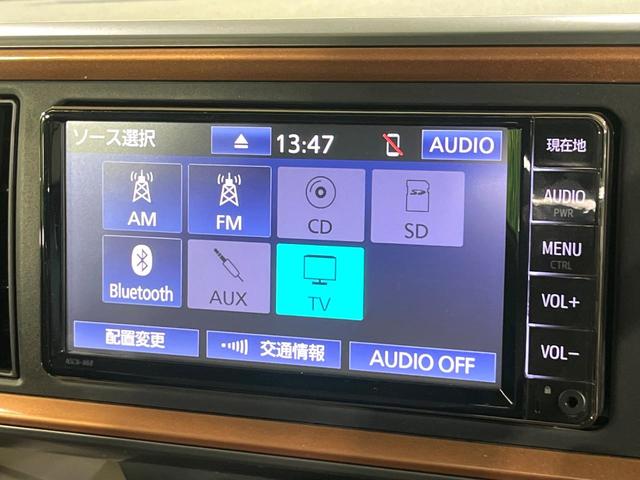 ソース選択
13:47
AUDIO
現在地
AM
FM
CD
SD
AUDIO
PWR
Bluetooth
AUX
TV
MENU
CTRL
VOL+
配置変更
交通情報
AUDIO OFF
VOL-